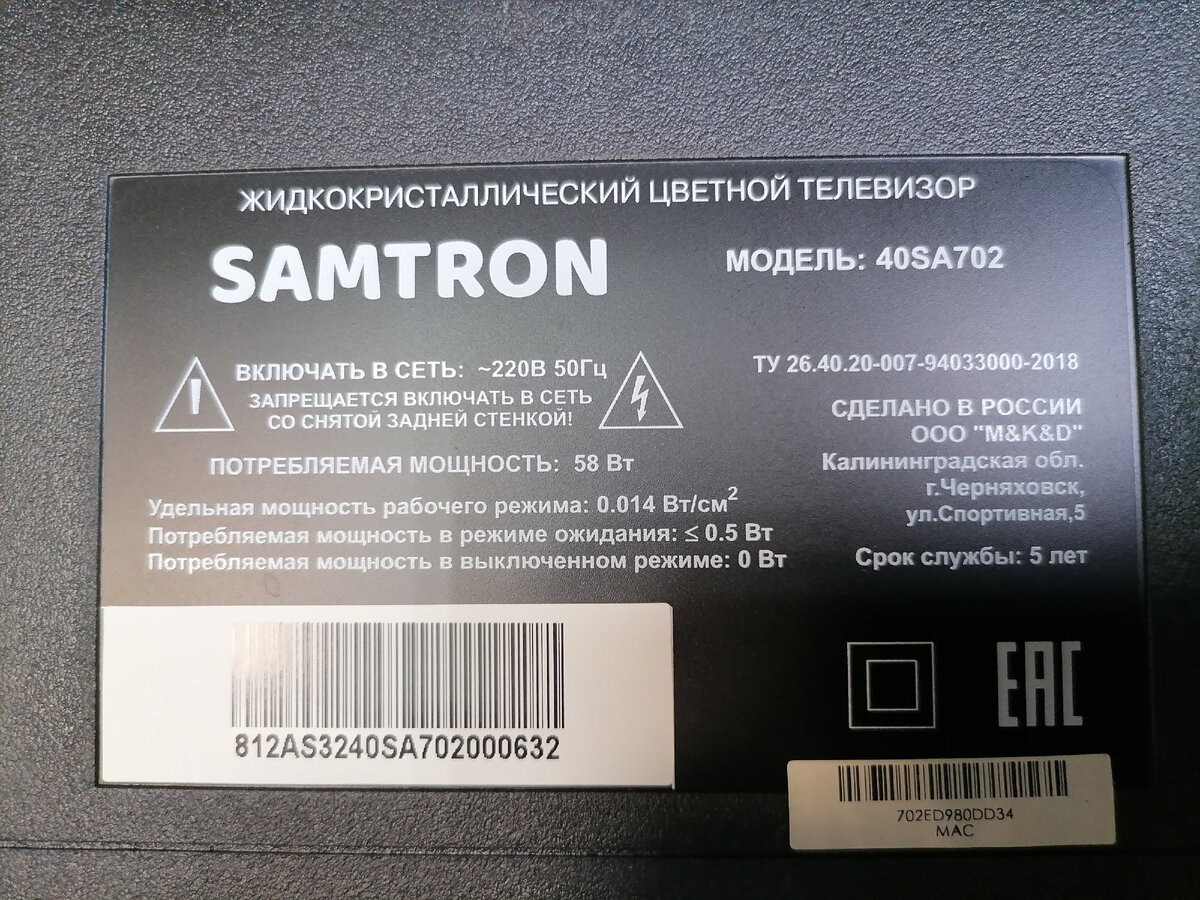 ЖИДКОКРИСТАЛЛИЧЕСКИЙ ЦВЕТНОЙ ТЕЛЕВИЗОР
SAMTRON
МОДЕЛЬ: 40SA702
ВКЛЮЧАТЬ В СЕТЬ: ~220В 50Гц
ЗАПРЕЩАЕТСЯ ВКЛЮЧАТЬ В СЕТЬ
СО СНЯТОЙ ЗАДНЕЙ СТЕНКОЙ!
ПОТРЕБЛЯЕМАЯ МОЩНОСТЬ: 58 Вт
Удельная мощность рабочего режима: 0.014 Вт/см²
Потребляемая мощность в режиме ожидания: ≤ 0.5 Вт
Потребляемая мощность в выключенном режиме: 0 Вт
ТУ 26.40.20-007-94033000-2018
СДЕЛАНО В РОССИИ
ООО "M&K&D"
Калининградская обл.
г.Черняховск,
ул.Спортивная,5
Срок службы: 5 лет
812AS3240SA702000632
EAC
702ED980DD34
MAC